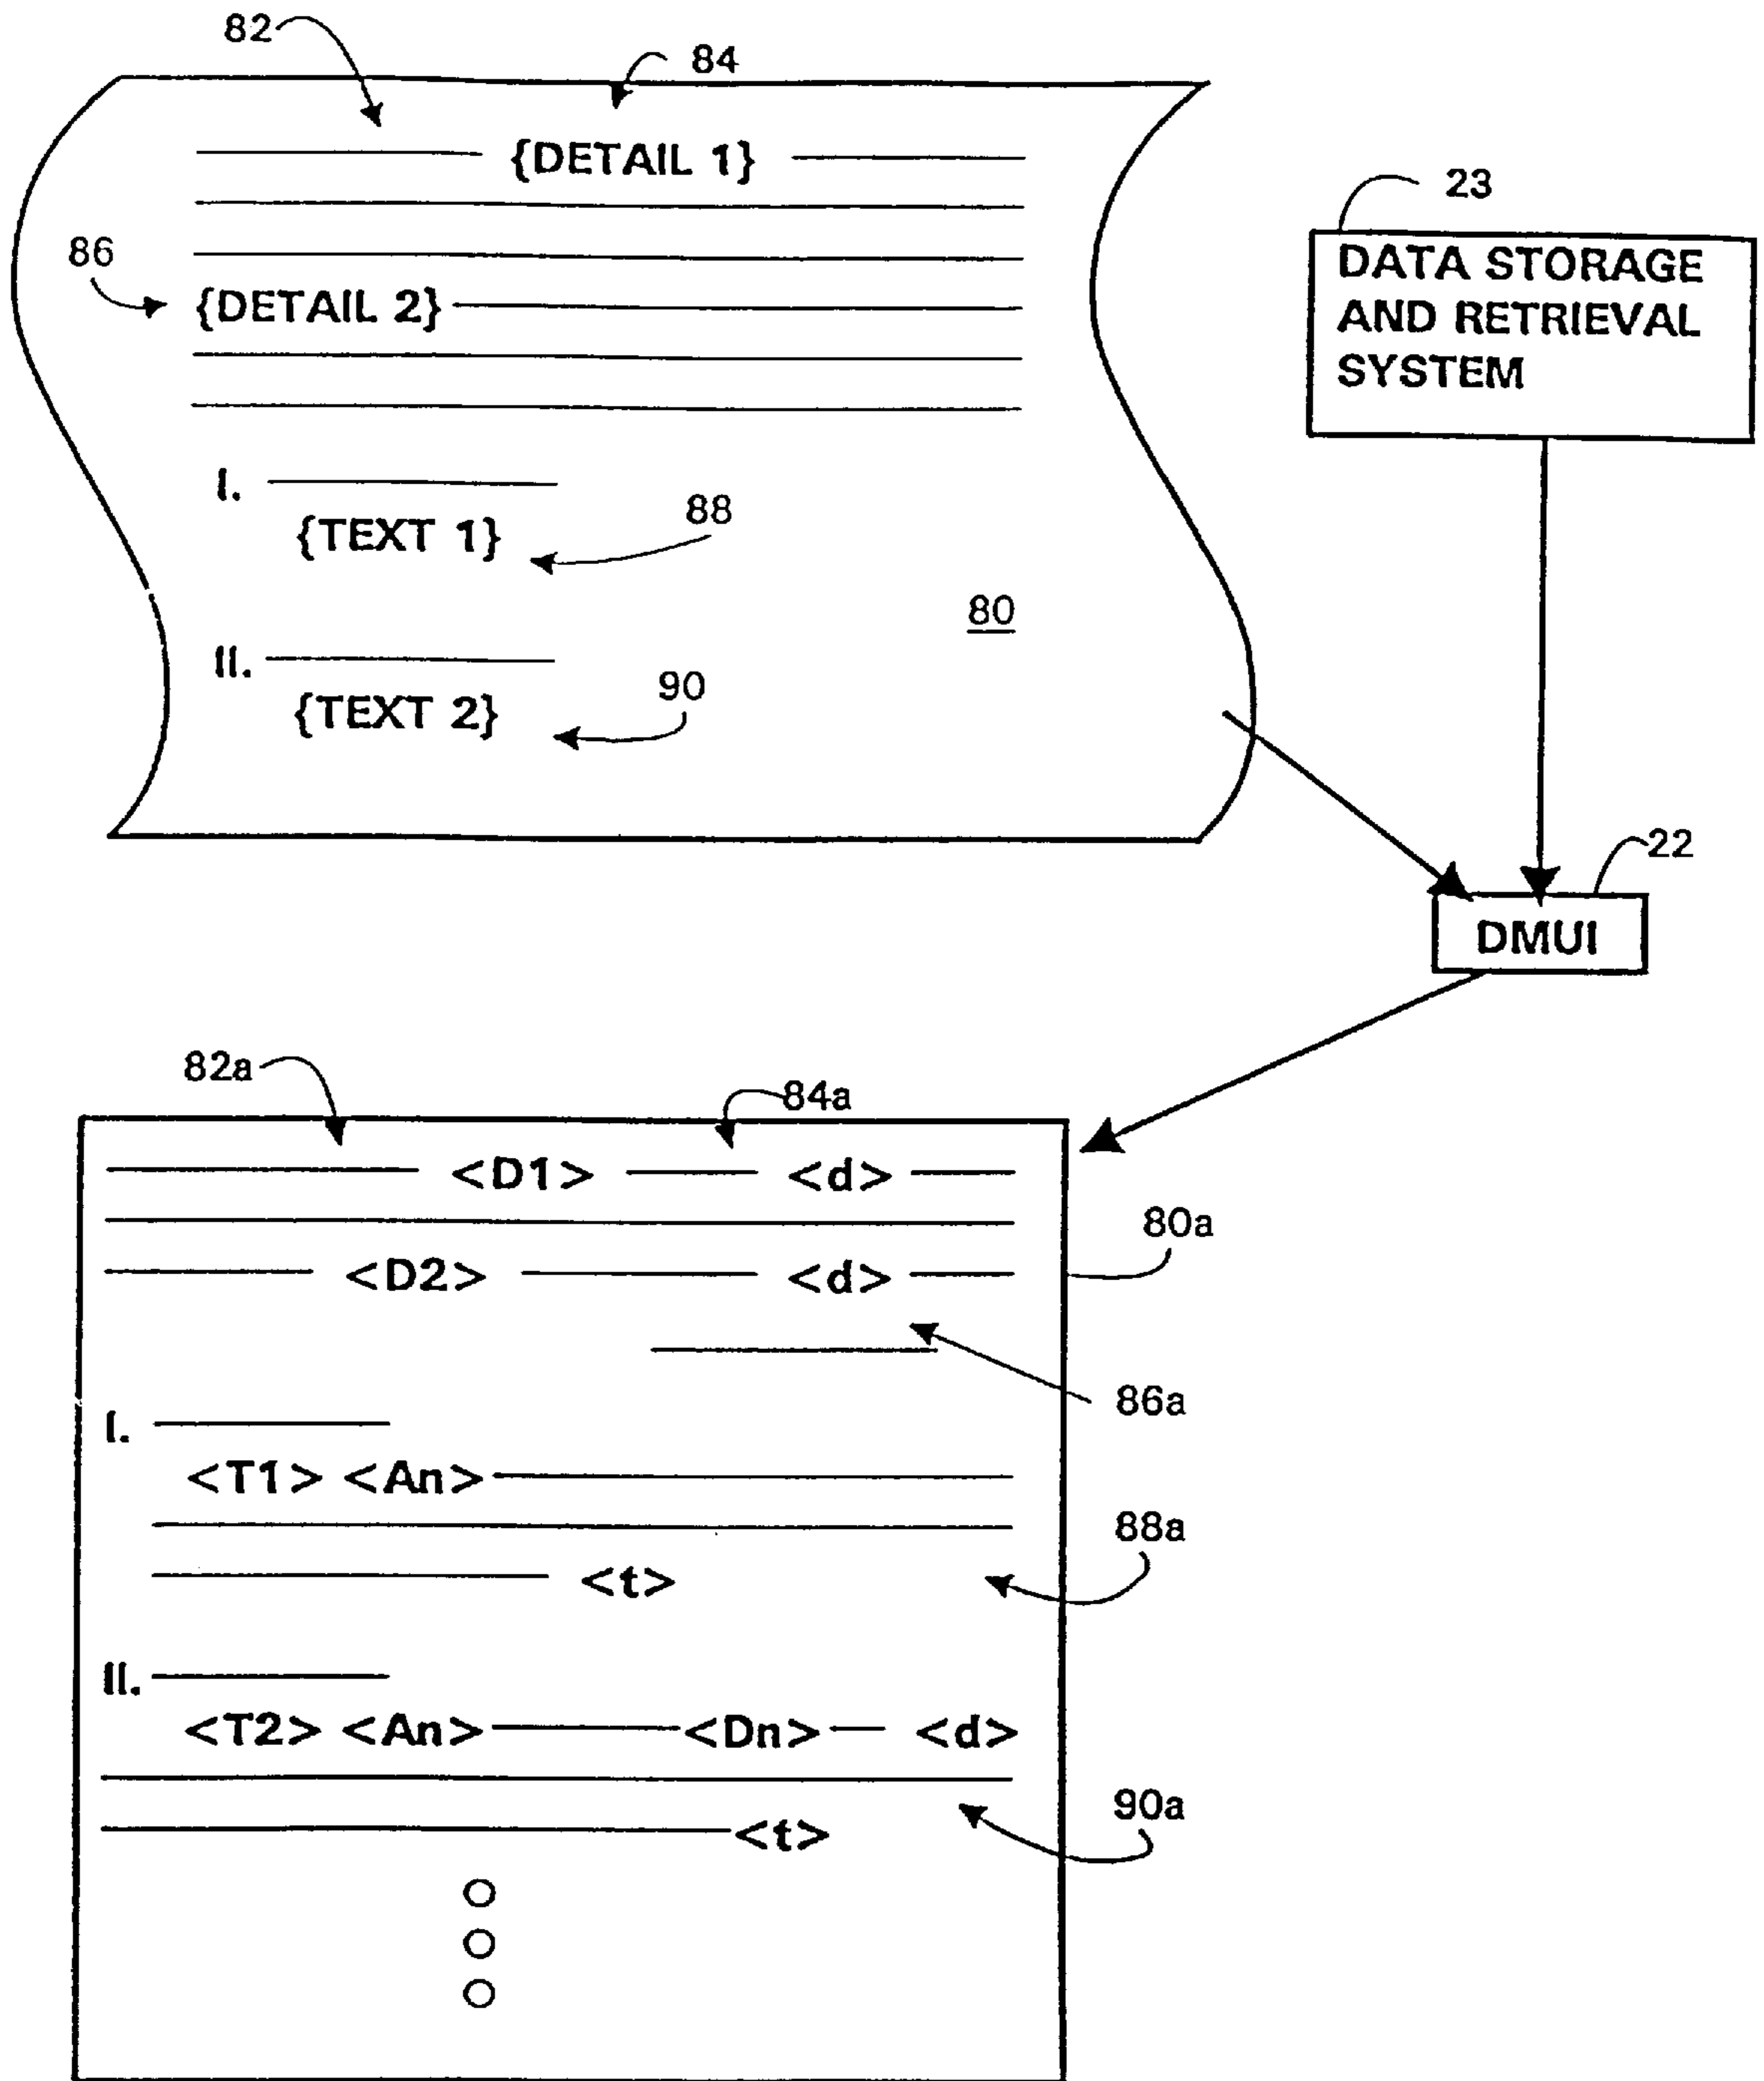 82
84
{DETAIL 1}
23
DATA STORAGE
AND RETRIEVAL
SYSTEM
86
{DETAIL 2}
I.
88
{TEXT 1}
80
II.
90
{TEXT 2}
22
DMUI
82a
84a
<D1> <d>
80a
<D2> <d>
86a
I.
<T1> <An>
88a
<t>
II.
<T2> <An> <Dn> <d>
90a
<t>